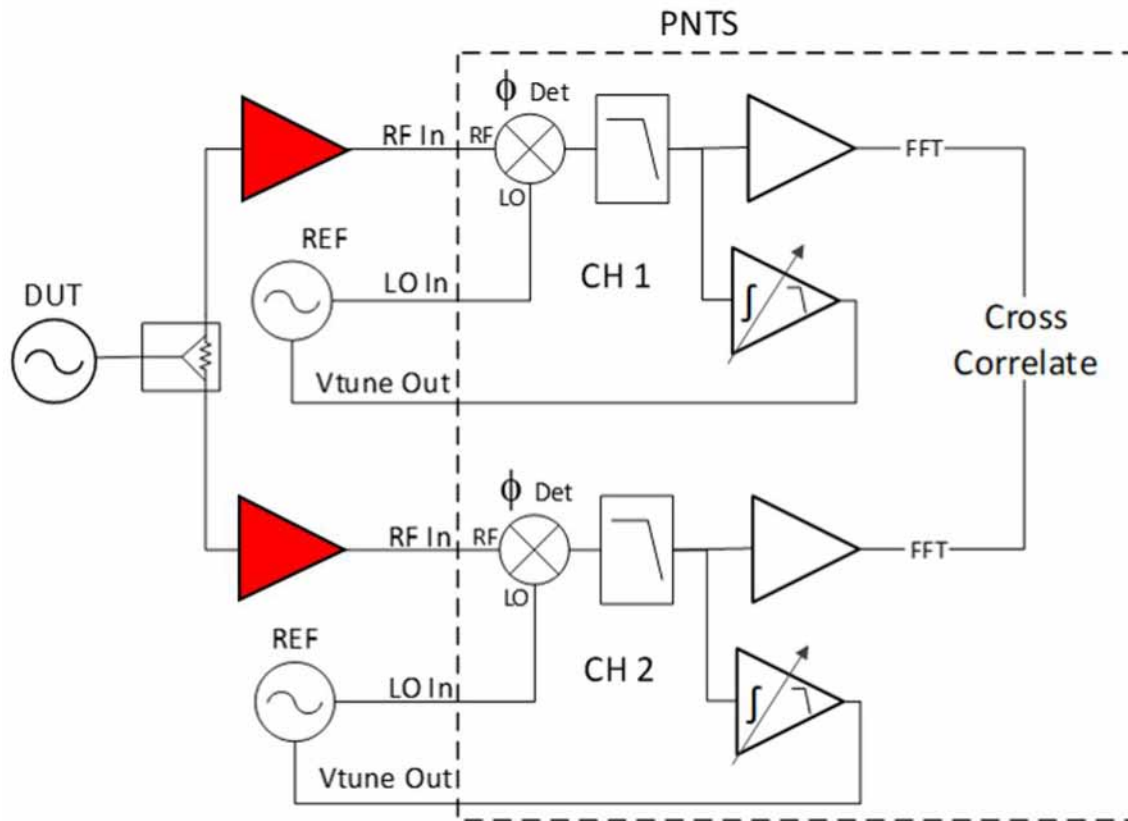 PNTS
ϕ Det
RF In
RF
LO
REF
LO In
CH 1
FFT
DUT
∫
Cross
Correlate
Vtune Out
ϕ Det
RF In
RF
FFT
LO
REF
CH 2
LO In
∫
Vtune Out